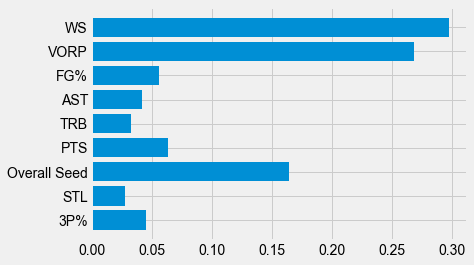 WS
VORP
FG%
AST
TRB
PTS
Overall Seed
STL
3P%
0.00 0.05 0.10 0.15 0.20 0.25 0.30